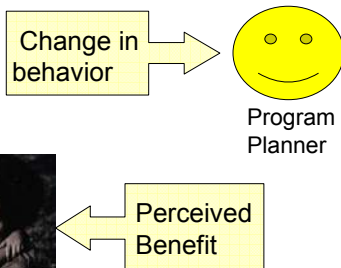 Change in
behavior
Program
Planner
Perceived
Benefit